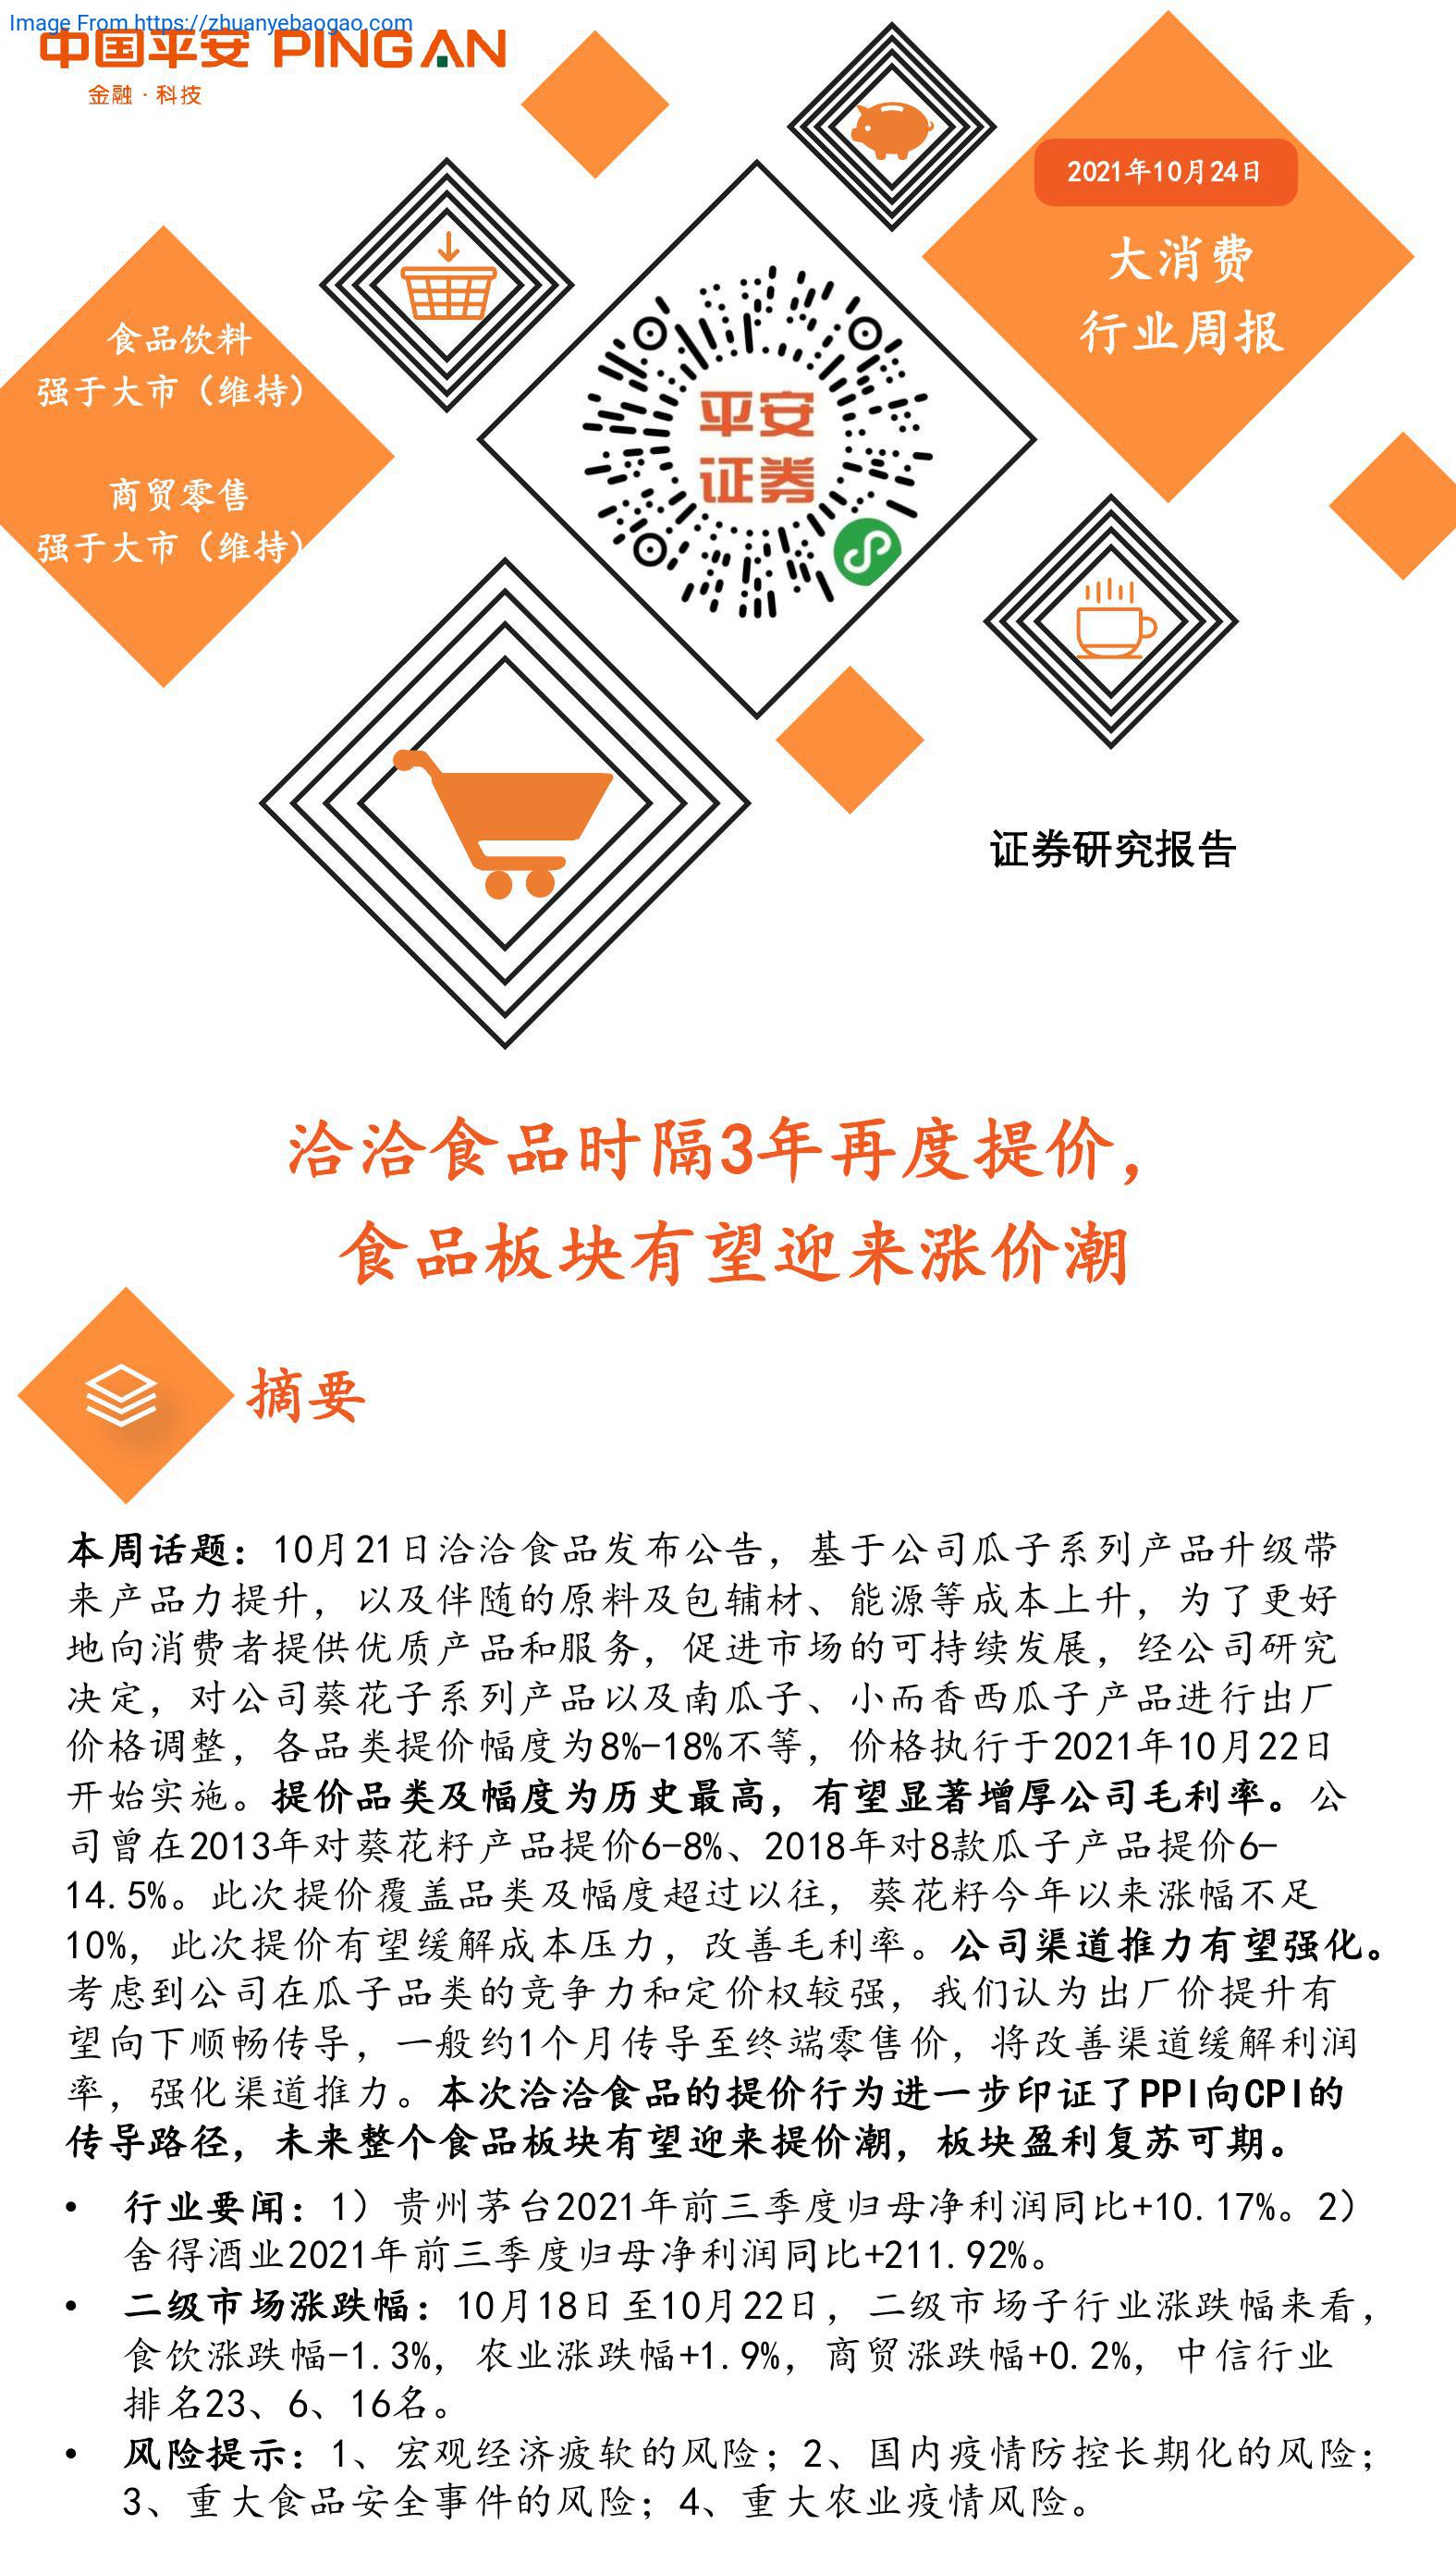 Image From https://zhuanyebaogao.com
中国平安 PINGAN
金融·科技
2021年10月24日
大消费
行业周报
食品饮料
强于大市（维持）
商贸零售
强于大市（维持）
平安
证券
证券研究报告
洽洽食品时隔3年再度提价，
食品板块有望迎来涨价潮
摘要
本周话题：10月21日洽洽食品发布公告，基于公司瓜子系列产品升级带
来产品力提升，以及伴随的原料及包辅材、能源等成本上升，为了更好
地向消费者提供优质产品和服务，促进市场的可持续发展，经公司研究
决定，对公司葵花子系列产品以及南瓜子、小而香西瓜子产品进行出厂
价格调整，各品类提价幅度为8%-18%不等，价格执行于2021年10月22日
开始实施。提价品类及幅度为历史最高，有望显著增厚公司毛利率。公
司曾在2013年对葵花籽产品提价6-8%、2018年对8款瓜子产品提价6-
14.5%。此次提价覆盖品类及幅度超过以往，葵花籽今年以来涨幅不足
10%，此次提价有望缓解成本压力，改善毛利率。公司渠道推力有望强化。
考虑到公司在瓜子品类的竞争力和定价权较强，我们认为出厂价提升有
望向下顺畅传导，一般约1个月传导至终端零售价，将改善渠道缓解利润
率，强化渠道推力。本次洽洽食品的提价行为进一步印证了PPI向CPI的
传导路径，未来整个食品板块有望迎来提价潮，板块盈利复苏可期。
• 行业要闻：1）贵州茅台2021年前三季度归母净利润同比+10.17%。2）
舍得酒业2021年前三季度归母净利润同比+211.92%。
• 二级市场涨跌幅：10月18日至10月22日，二级市场子行业涨跌幅来看，
食饮涨跌幅-1.3%，农业涨跌幅+1.9%，商贸涨跌幅+0.2%，中信行业
排名23、6、16名。
• 风险提示：1、宏观经济疲软的风险；2、国内疫情防控长期化的风险；
3、重大食品安全事件的风险；4、重大农业疫情风险。